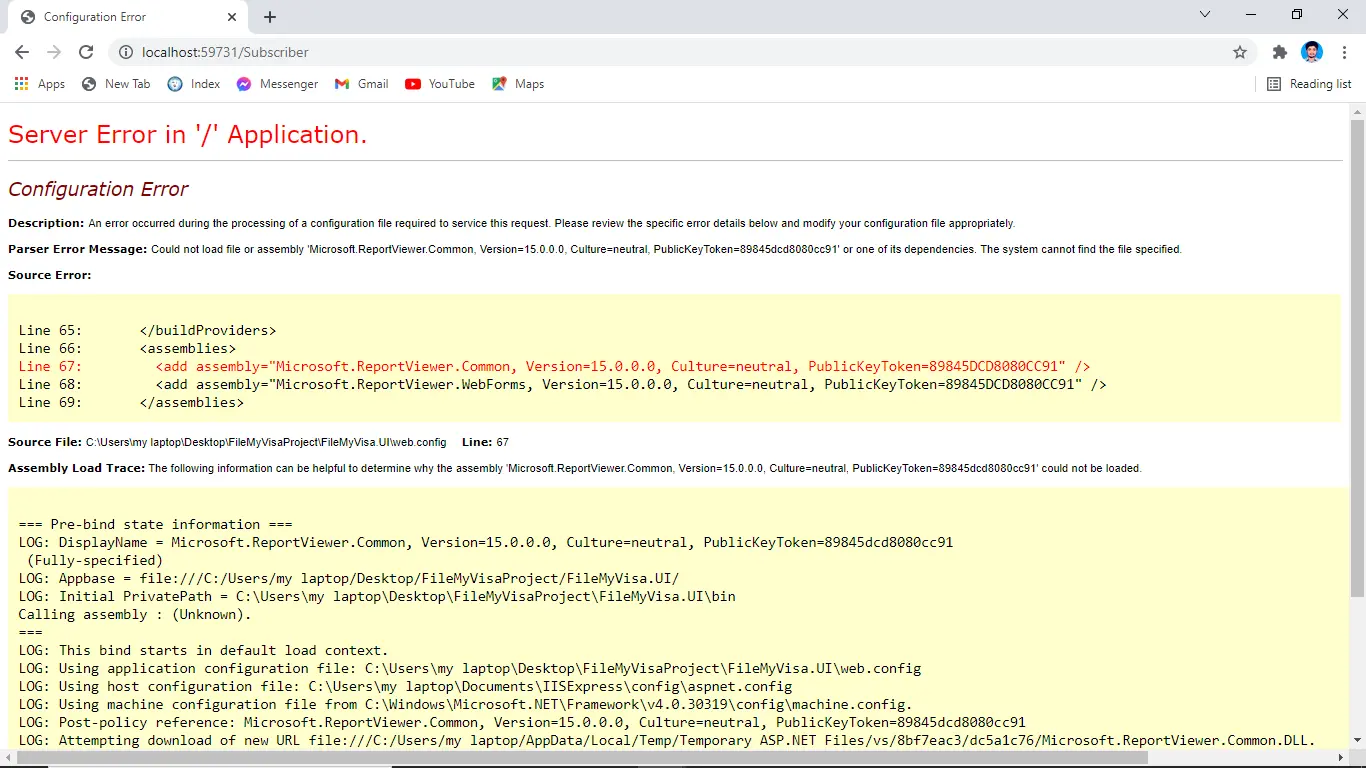 Configuration Error
localhost:59731/Subscriber
Apps New Tab Index Messenger Gmail YouTube Maps Reading list
Server Error in '/' Application.
Configuration Error
Description: An error occurred during the processing of a configuration file required to service this request. Please review the specific error details below and modify your configuration file appropriately.
Parser Error Message: Could not load file or assembly 'Microsoft.ReportViewer.Common, Version=15.0.0.0, Culture=neutral, PublicKeyToken=89845dcd8080cc91' or one of its dependencies. The system cannot find the file specified.
Source Error:
Line 65:       </buildProviders>
Line 66:       <assemblies>
Line 67:         <add assembly="Microsoft.ReportViewer.Common, Version=15.0.0.0, Culture=neutral, PublicKeyToken=89845DCD8080CC91" />
Line 68:         <add assembly="Microsoft.ReportViewer.WebForms, Version=15.0.0.0, Culture=neutral, PublicKeyToken=89845DCD8080CC91" />
Line 69:       </assemblies>
Source File: C:\Users\my laptop\Desktop\FileMyVisaProject\FileMyVisa.UI\web.config    Line: 67
Assembly Load Trace: The following information can be helpful to determine why the assembly 'Microsoft.ReportViewer.Common, Version=15.0.0.0, Culture=neutral, PublicKeyToken=89845dcd8080cc91' could not be loaded.
=== Pre-bind state information ===
LOG: DisplayName = Microsoft.ReportViewer.Common, Version=15.0.0.0, Culture=neutral, PublicKeyToken=89845dcd8080cc91
(Fully-specified)
LOG: Appbase = file:///C:/Users/my laptop/Desktop/FileMyVisaProject/FileMyVisa.UI/
LOG: Initial PrivatePath = C:\Users\my laptop\Desktop\FileMyVisaProject\FileMyVisa.UI\bin
Calling assembly : (Unknown).
===
LOG: This bind starts in default load context.
LOG: Using application configuration file: C:\Users\my laptop\Desktop\FileMyVisaProject\FileMyVisa.UI\web.config
LOG: Using host configuration file: C:\Users\my laptop\Documents\IISExpress\config\aspnet.config
LOG: Using machine configuration file from C:\Windows\Microsoft.NET\Framework\v4.0.30319\config\machine.config.
LOG: Post-policy reference: Microsoft.ReportViewer.Common, Version=15.0.0.0, Culture=neutral, PublicKeyToken=89845dcd8080cc91
LOG: Attempting download of new URL file:///C:/Users/my laptop/AppData/Local/Temp/Temporary ASP.NET Files/vs/8bf7eac3/dc5a1c76/Microsoft.ReportViewer.Common.DLL.